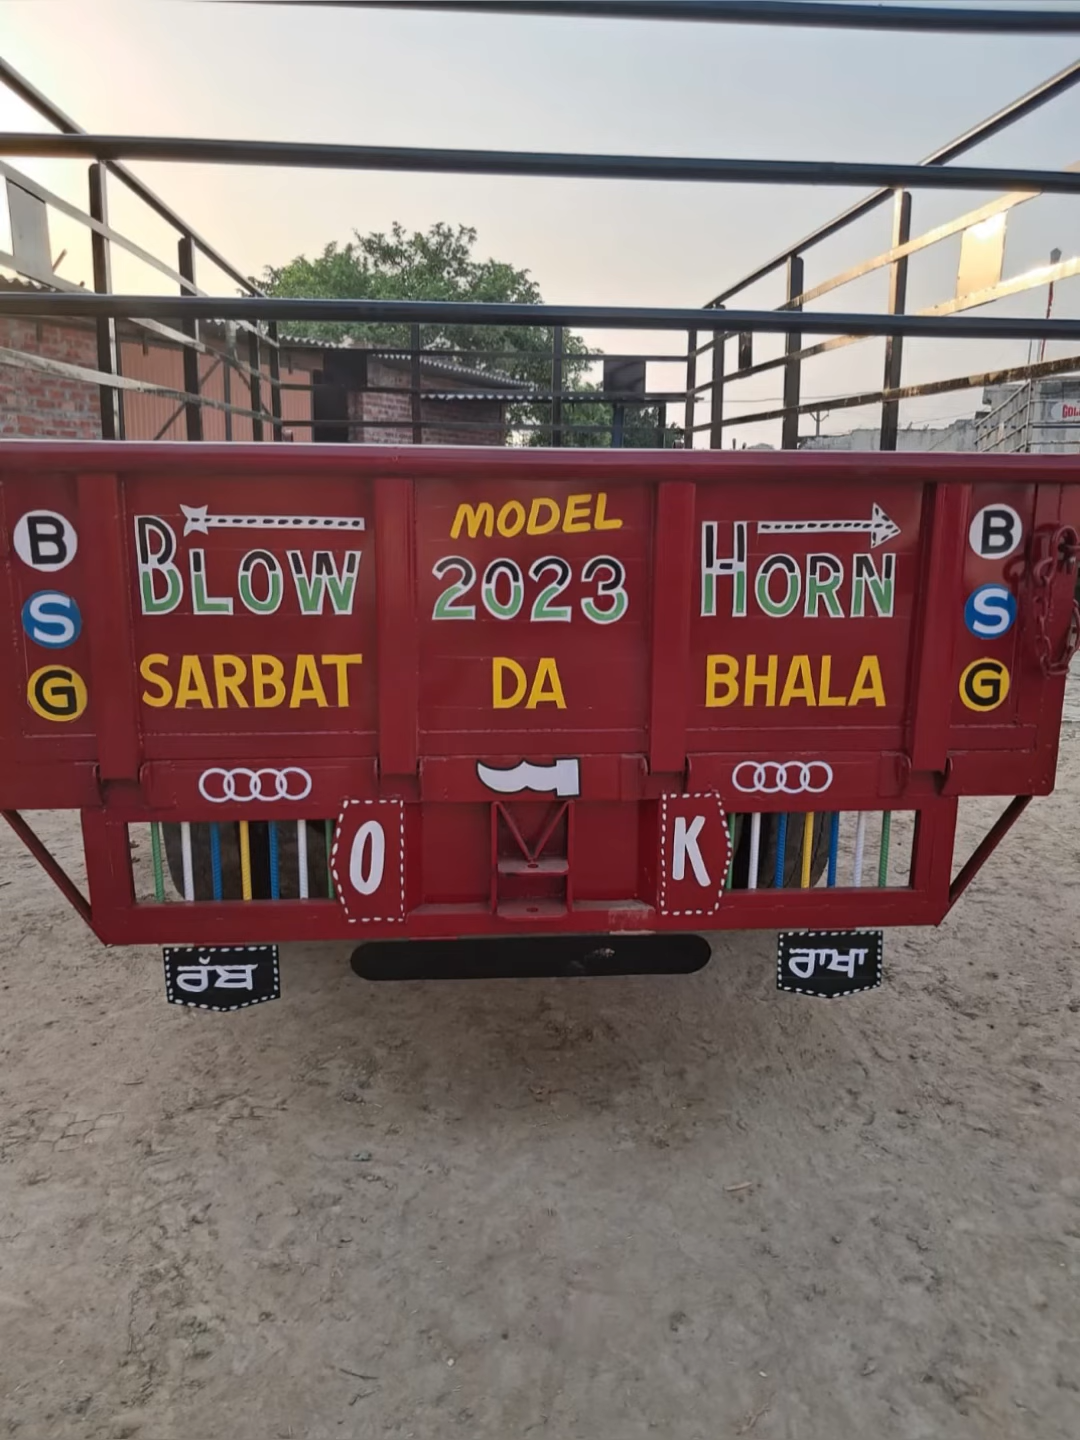 B BLOW MODEL HORN B
S 2023 S
G SARBAT DA BHALA G
O K
ਰੱਬ ਰਾਖਾ